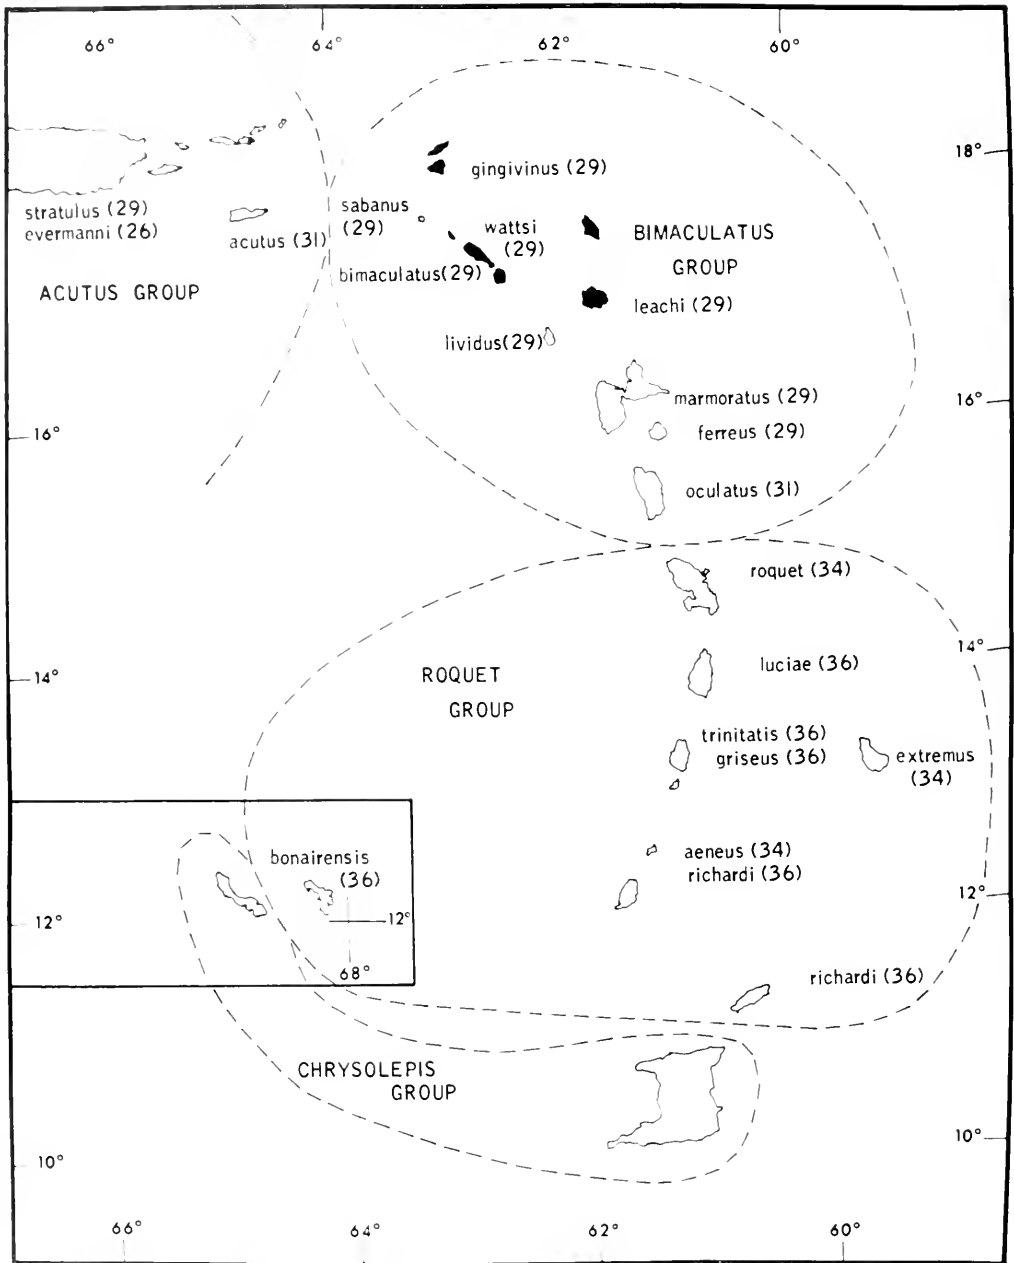 66° 64° 62° 60°
18°
gingivinus (29)
stratulus (29)
evermanni (26)
acutus (31)
sabanus
(29)
wattsi
(29)
bimaculatus(29)
BIMACULATUS
GROUP
ACUTUS GROUP
leachi (29)
lividus(29)
marmoratus (29)
16°
16°
ferreus (29)
oculatus (31)
roquet (34)
14°
14°
ROQUET
GROUP
luciae (36)
trinitatis (36)
griseus (36)
extremus
(34)
bonairensis
(36)
aeneus (34)
richardi (36)
12°
12°
12°
68°
richardi (36)
CHRYSOLEPIS
GROUP
10°
10°
66° 64° 62° 60°